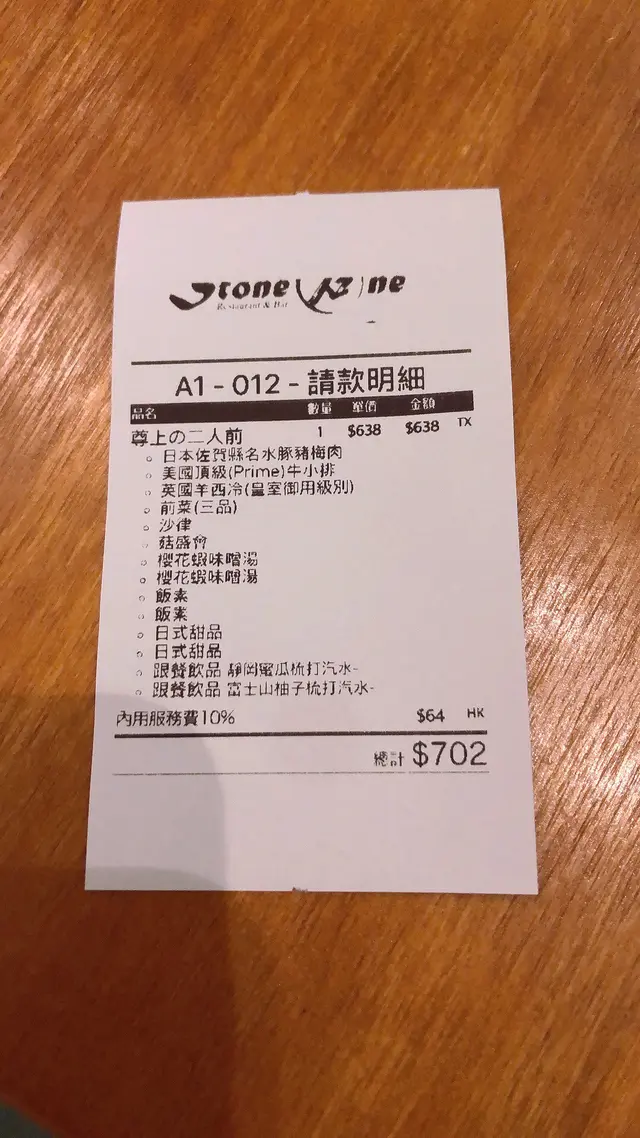 Stone
Restaurant & Bar
A1 - 012 - 請款明細
品名 數量 單價 金額
尊上の二人前 1 $638 $638 TX
日本佐賀縣名水豚豬梅肉
美國頂級(Prime)牛小排
英國羊西冷(皇室御用級別)
前菜(三品)
沙律
菇盛會
櫻花蝦味噌湯
櫻花蝦味噌湯
飯素
飯素
日式甜品
日式甜品
跟餐飲品 靜岡蜜瓜梳打汽水-
跟餐飲品 富士山柚子梳打汽水-
內用服務費10% $64 HK
總計 $702